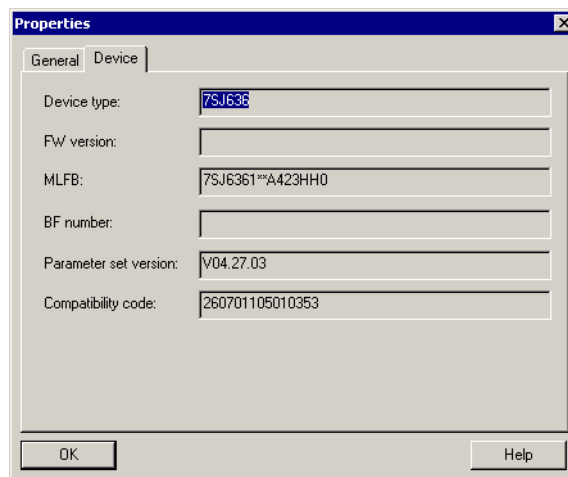 Properties
General Device
Device type: 7SJ636
FW version:
MLFB: 7SJ6361**A423HH0
BF number:
Parameter set version: V04.27.03
Compatibility code: 260701105010353
OK Help